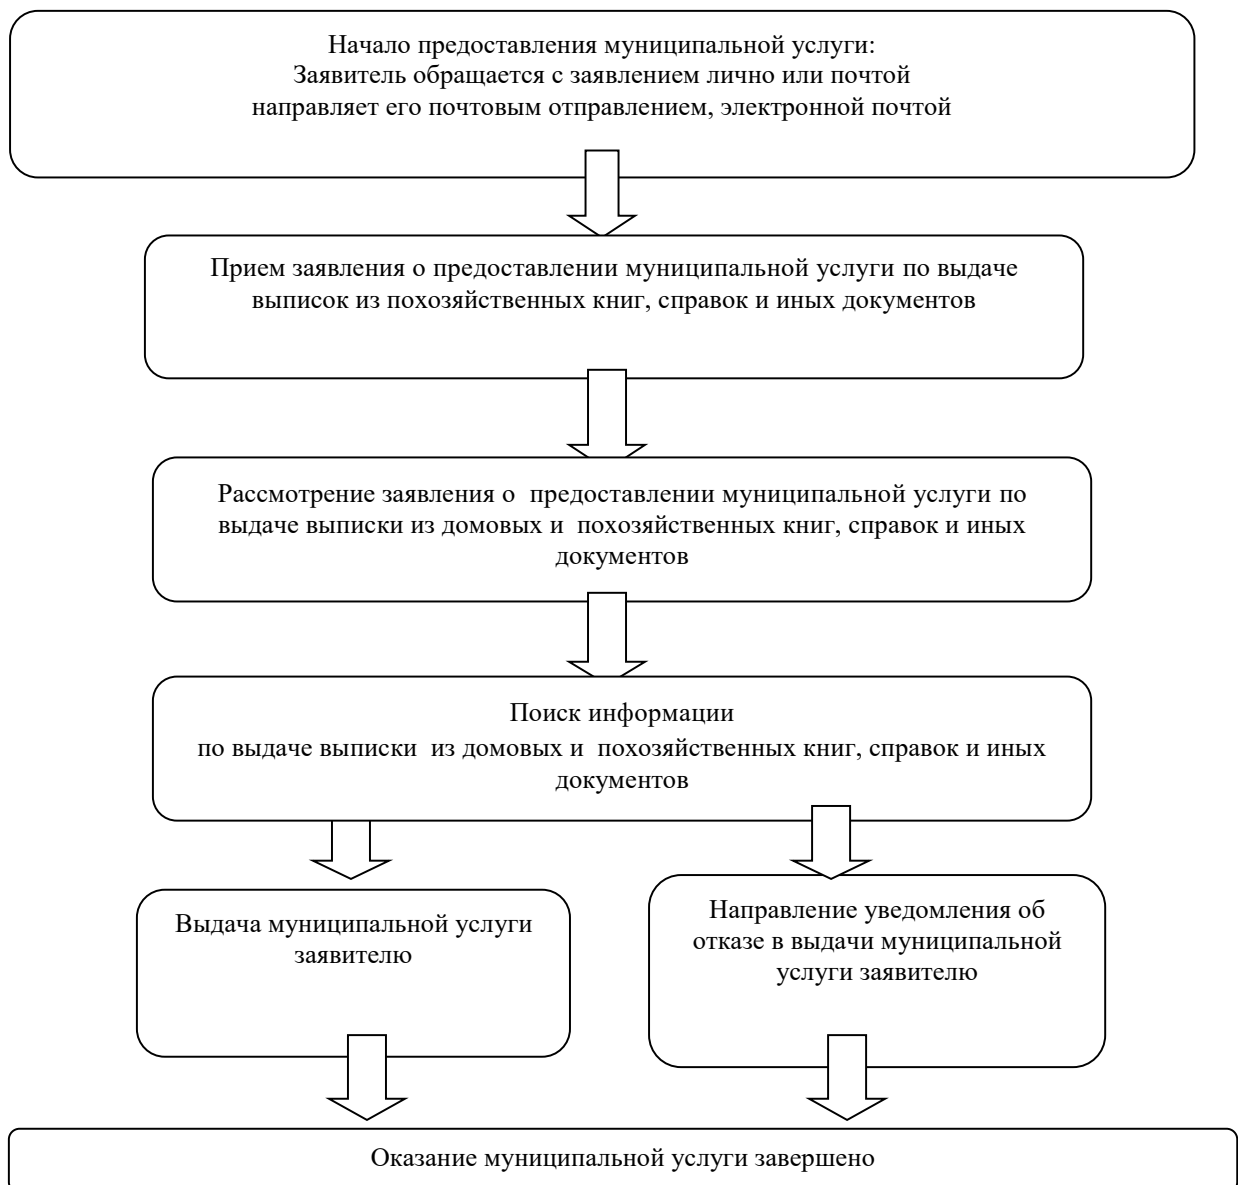 Начало предоставления муниципальной услуги:
Заявитель обращается с заявлением лично или почтой
направляет его почтовым отправлением, электронной почтой
Прием заявления о предоставлении муниципальной услуги по выдаче
выписок из похозяйственных книг, справок и иных документов
Рассмотрение заявления о предоставлении муниципальной услуги по
выдаче выписки из домовых и похозяйственных книг, справок и иных
документов
Поиск информации
по выдаче выписки из домовых и похозяйственных книг, справок и иных
документов
Выдача муниципальной услуги
заявителю
Направление уведомления об
отказе в выдачи муниципальной
услуги заявителю
Оказание муниципальной услуги завершено